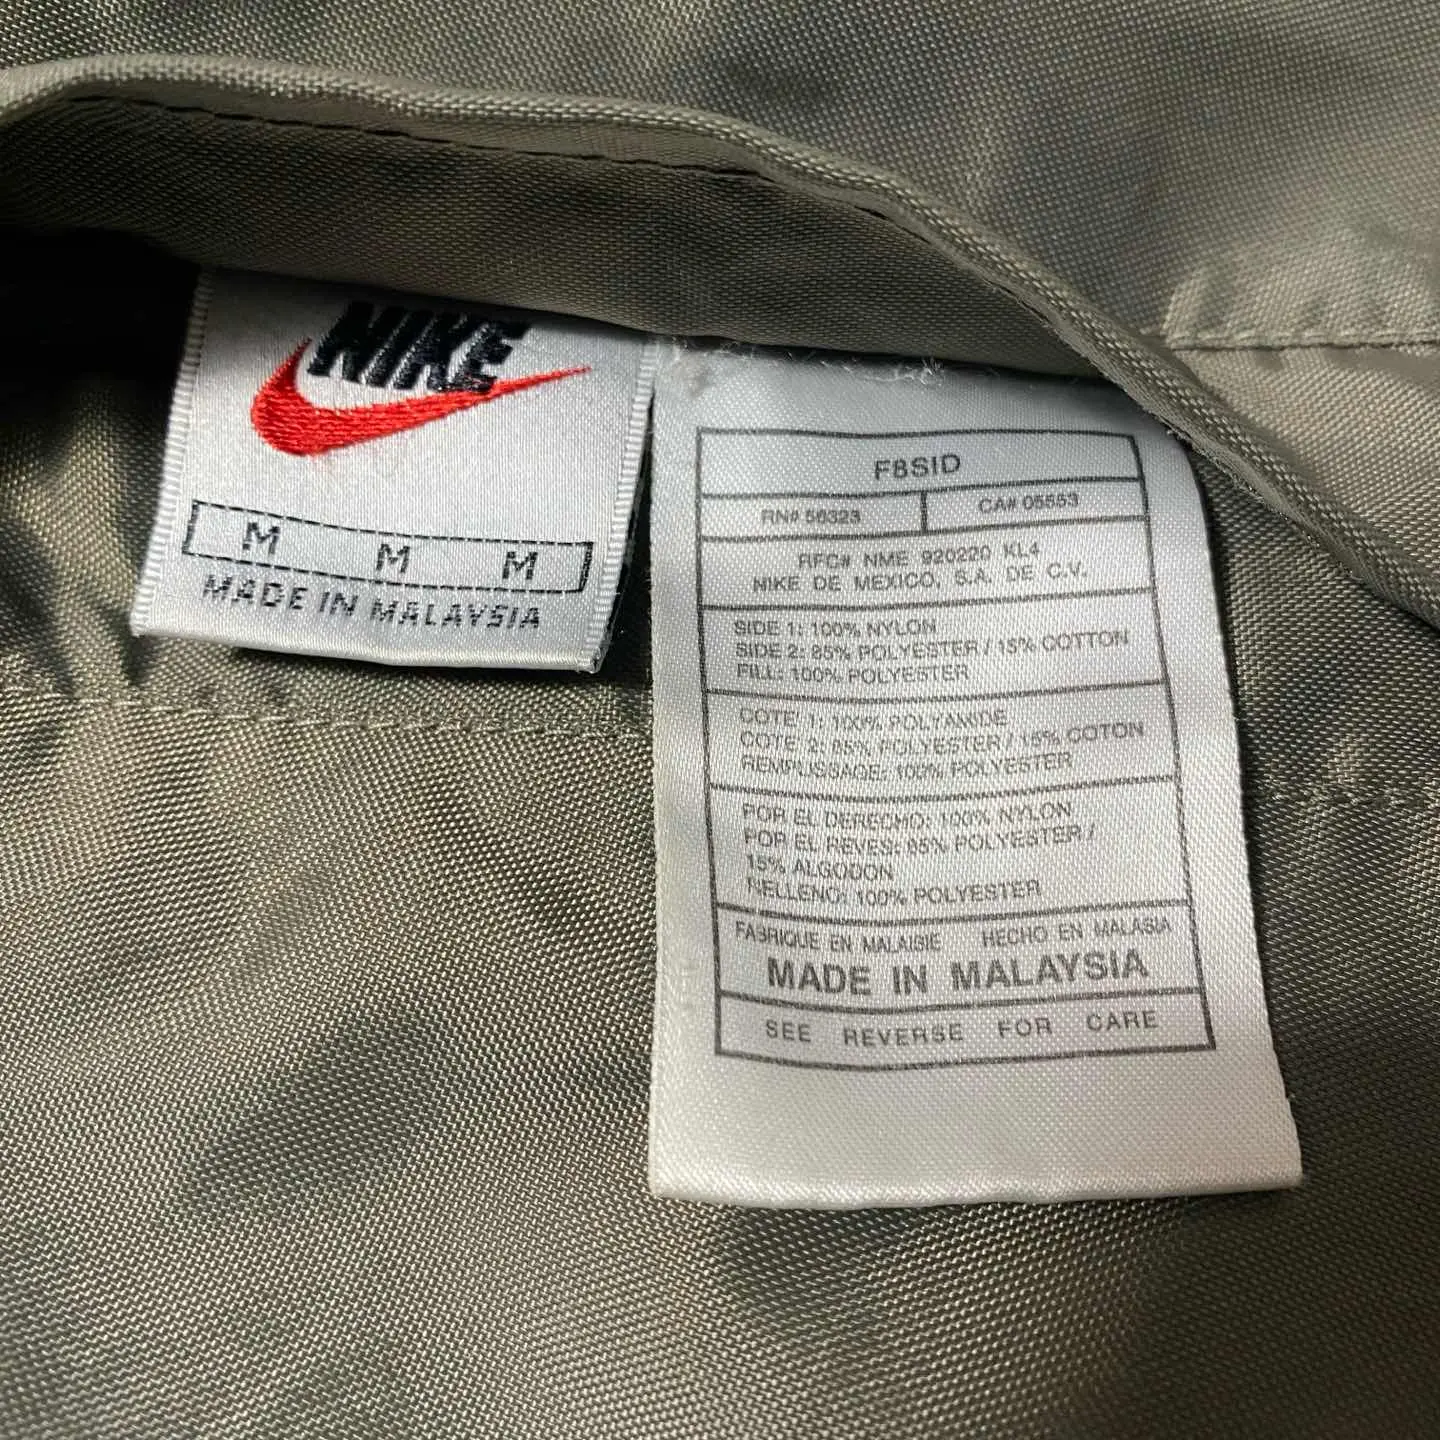 NIKE
M M M
MADE IN MALAYSIA
F8SID
RN# 56323 CA# 05553
RFC# NME 920220 KL4
NIKE DE MEXICO, S.A. DE C.V.
SIDE 1: 100% NYLON
SIDE 2: 85% POLYESTER / 15% COTTON
FILL: 100% POLYESTER
COTE 1: 100% POLYAMIDE
COTE 2: 85% POLYESTER / 15% COTON
REMPLISSAGE: 100% POLYESTER
POR EL DERECHO: 100% NYLON
POR EL REVES: 85% POLYESTER /
15% ALGODON
RELLENO: 100% POLYESTER
FABRIQUE EN MALAISIE HECHO EN MALASIA
MADE IN MALAYSIA
SEE REVERSE FOR CARE